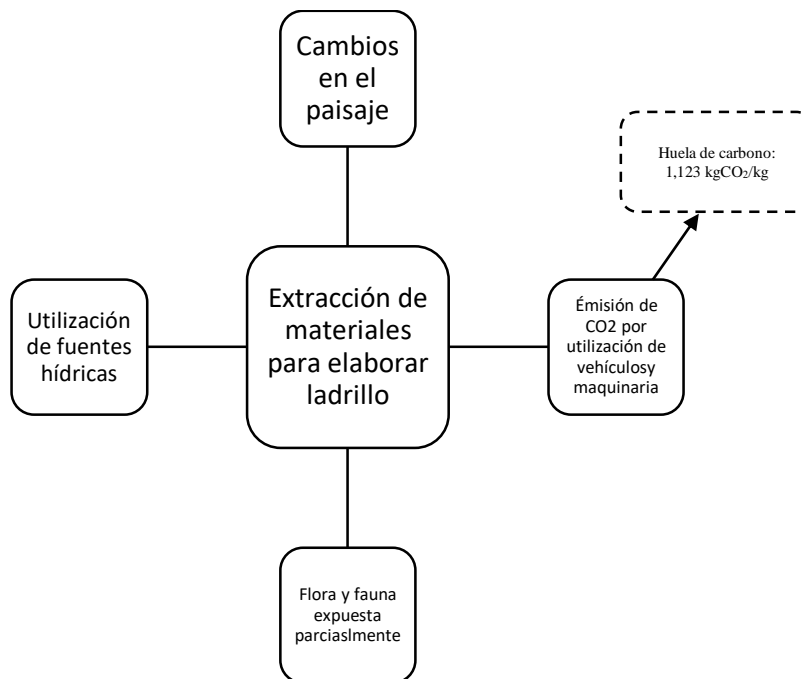 Cambios
en el
paisaje
Huela de carbono:
1,123 kgCO₂/kg
Utilización
de fuentes
hídricas
Extracción de
materiales
para elaborar
ladrillo
Émisión de
CO2 por
utilización de
vehículosy
maquinaria
Flora y fauna
expuesta
parciaslmente